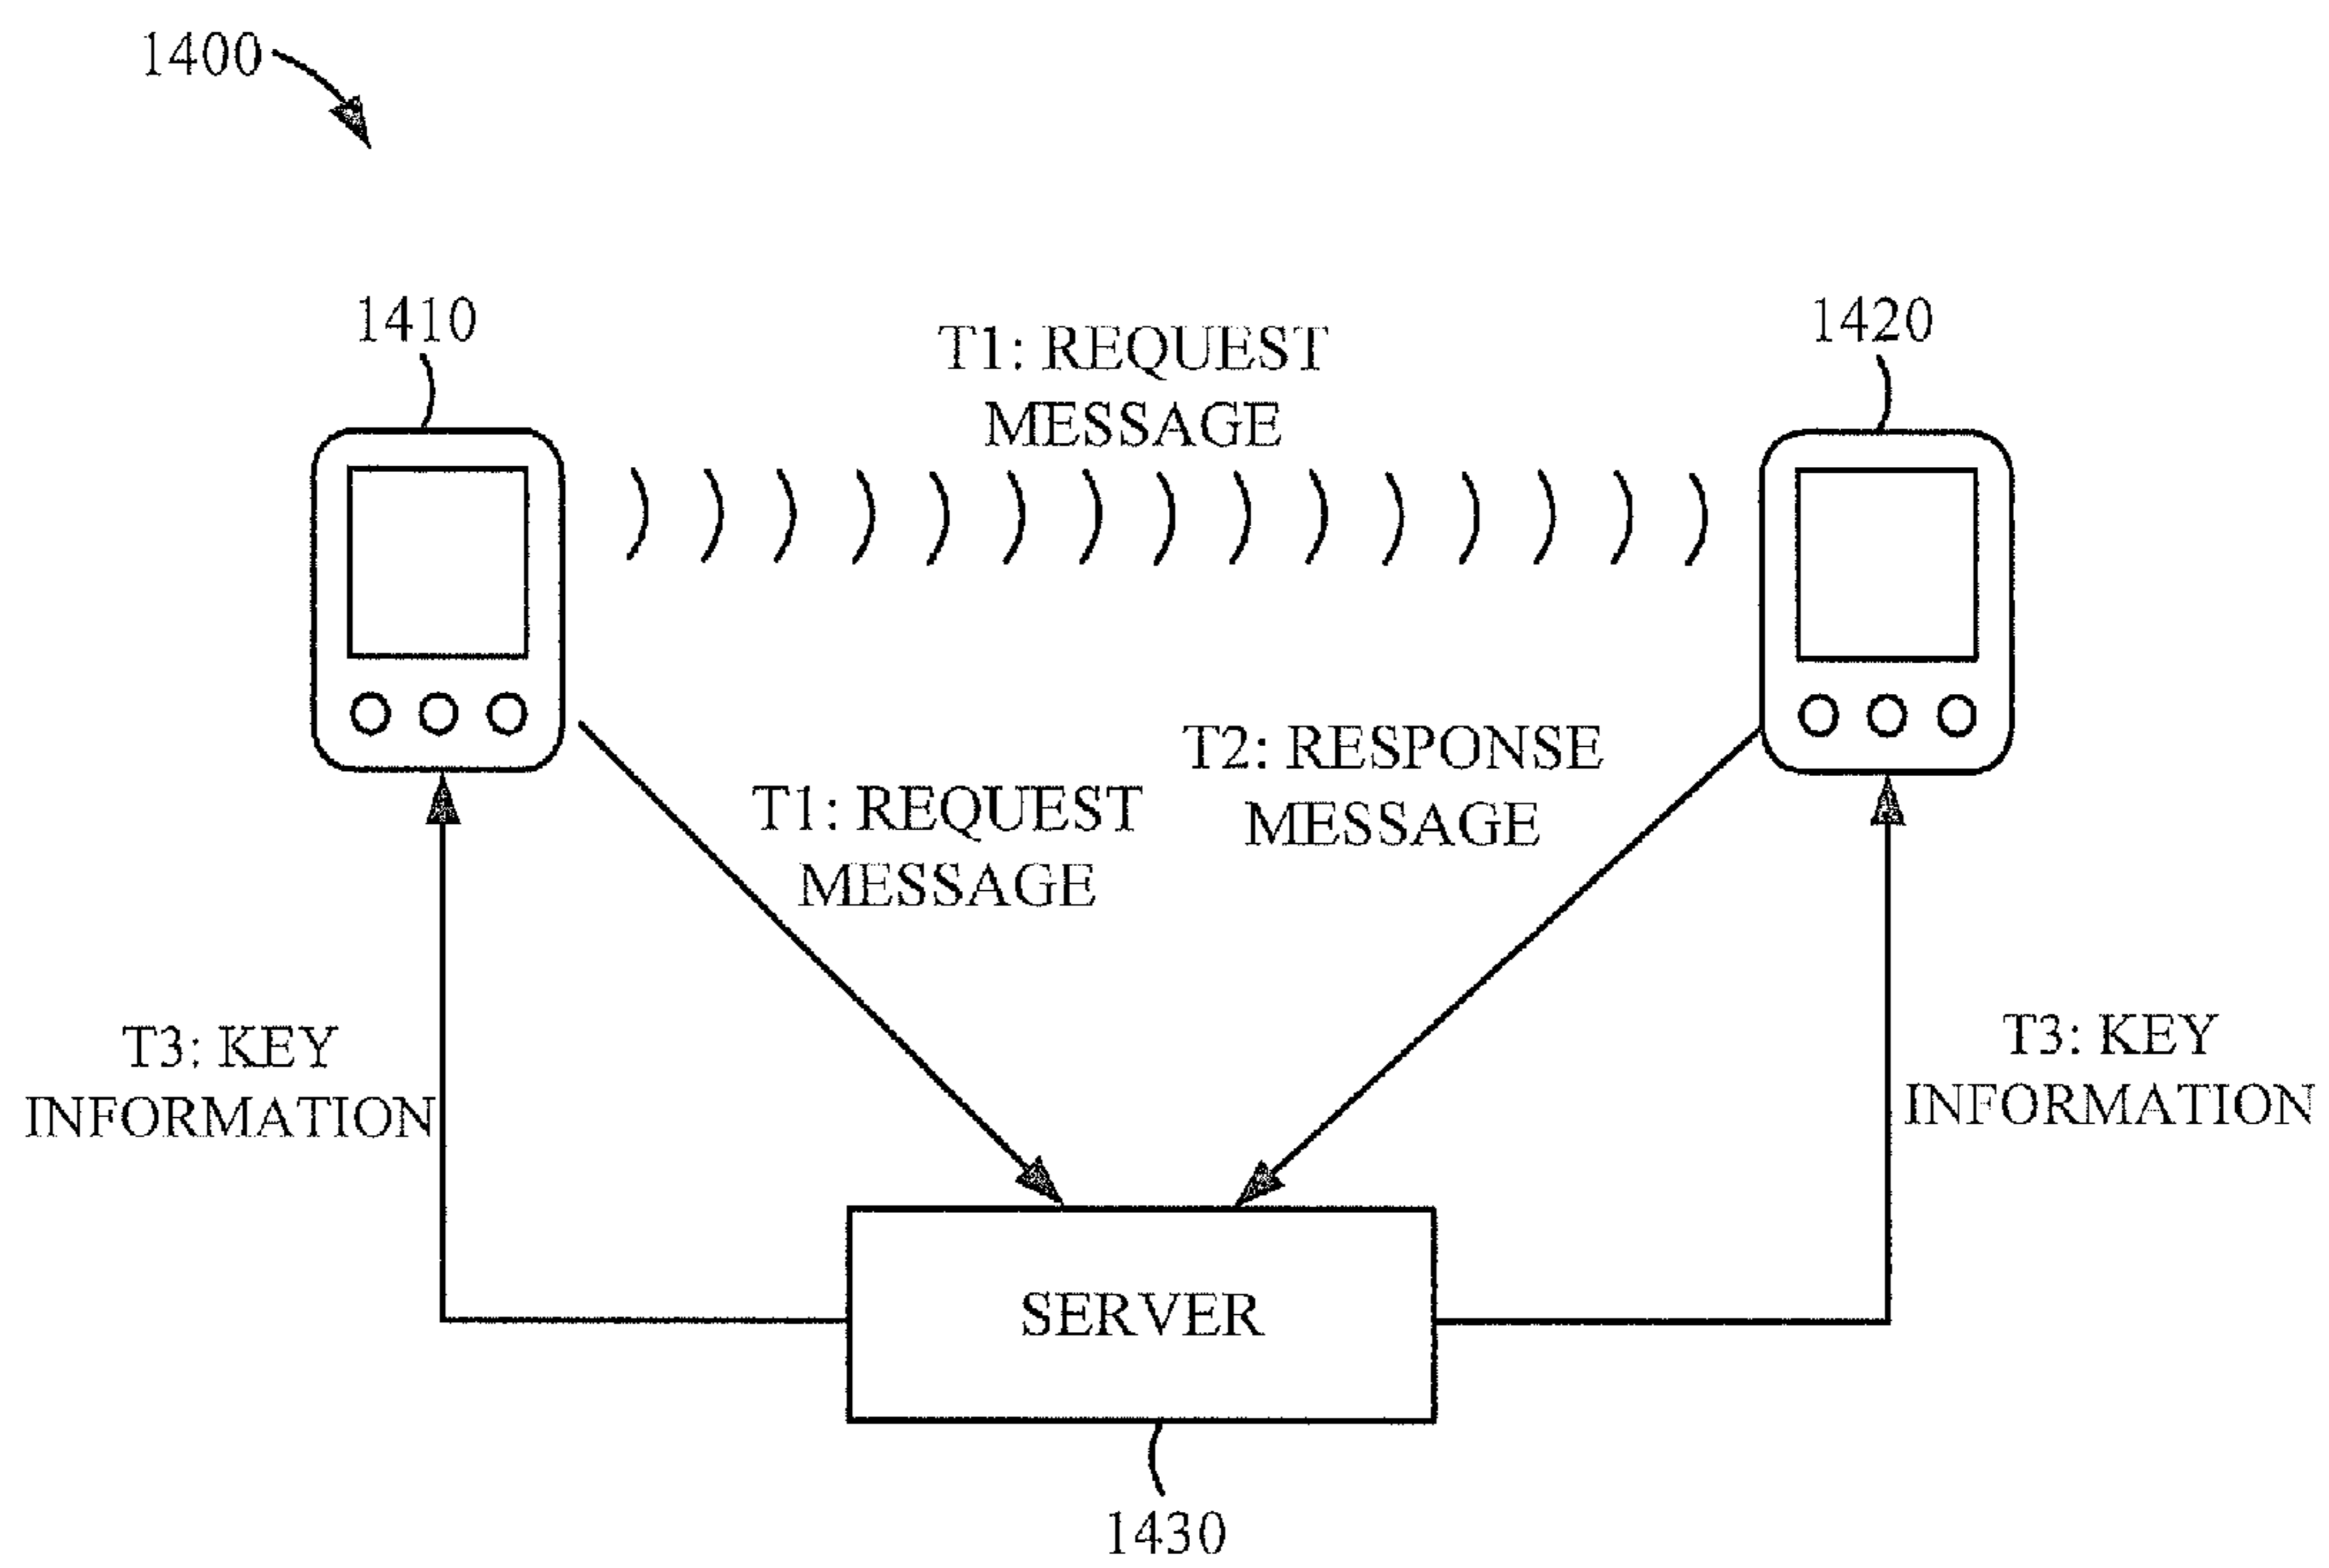 1400
1410
1420
T1: REQUEST
MESSAGE
T2: RESPONSE
MESSAGE
T1: REQUEST
MESSAGE
T3: KEY
INFORMATION
T3: KEY
INFORMATION
SERVER
1430